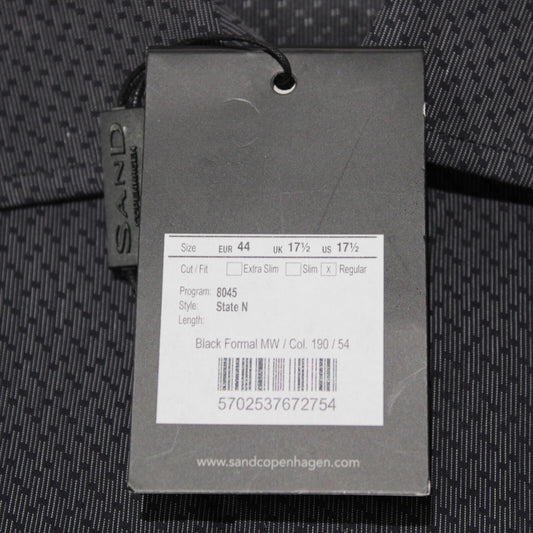 SAND
Size EUR 44 UK 17½ US 17½
Cut / Fit Extra Slim Slim X Regular
Program: 8045
Style: State N
Length:
Black Formal MW / Col. 190 / 54
5702537672754
www.sandcopenhagen.com